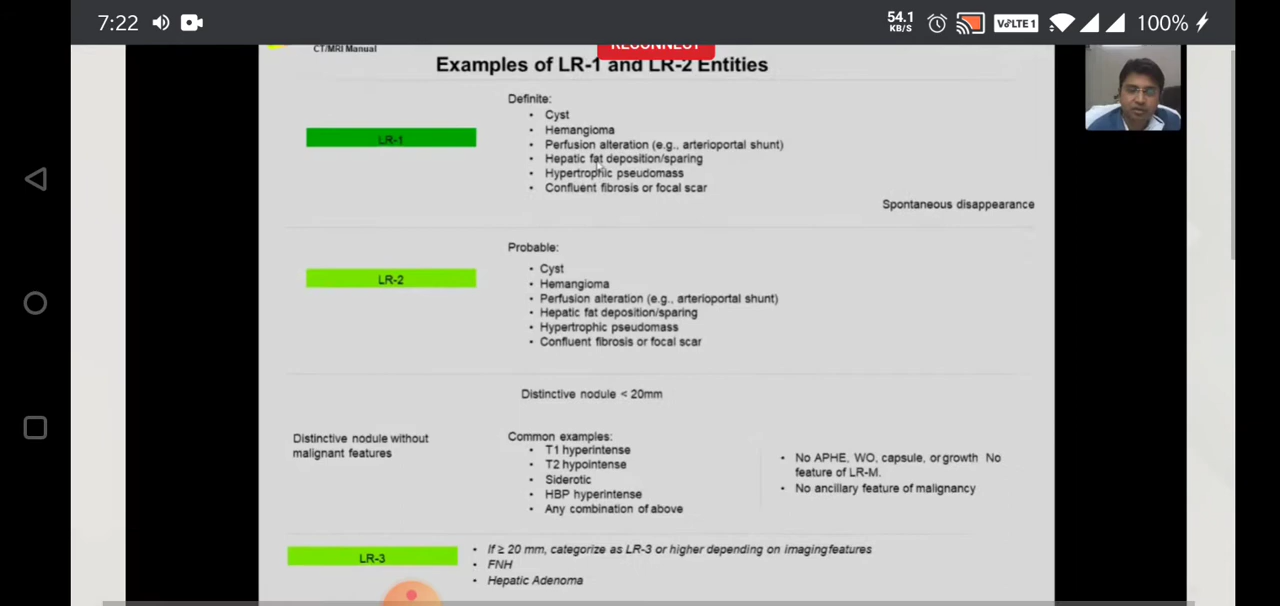 7:22
54.1
KB/S
VoLTE 1
100%
CT/MRI Manual
RECONNECT
Examples of LR-1 and LR-2 Entities
LR-1
Definite:
• Cyst
• Hemangioma
• Perfusion alteration (e.g., arterioportal shunt)
• Hepatic fat deposition/sparing
• Hypertrophic pseudomass
• Confluent fibrosis or focal scar
Spontaneous disappearance
LR-2
Probable:
• Cyst
• Hemangioma
• Perfusion alteration (e.g., arterioportal shunt)
• Hepatic fat deposition/sparing
• Hypertrophic pseudomass
• Confluent fibrosis or focal scar
Distinctive nodule < 20mm
Distinctive nodule without
malignant features
Common examples:
• T1 hyperintense
• T2 hypointense
• Siderotic
• HBP hyperintense
• Any combination of above
• No APHE, WO, capsule, or growth No
feature of LR-M.
• No ancillary feature of malignancy
LR-3
• If ≥ 20 mm, categorize as LR-3 or higher depending on imaging features
• FNH
• Hepatic Adenoma